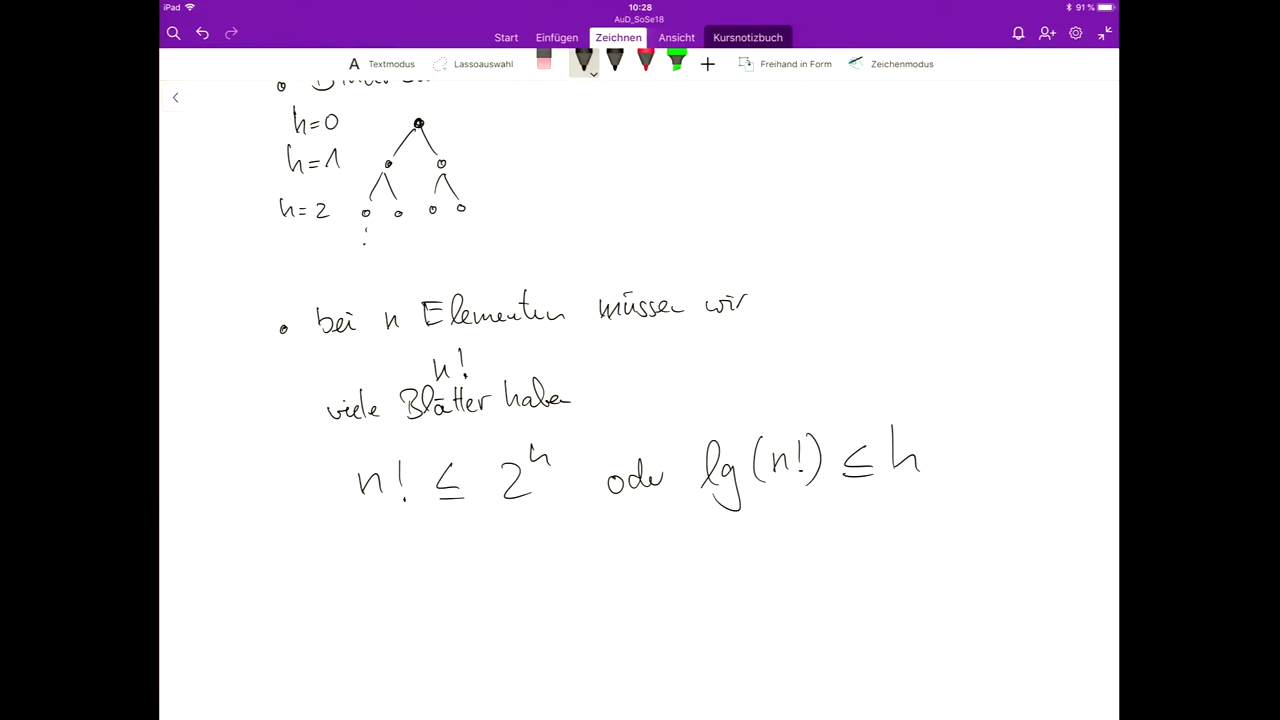 iPad
10:28
91 %
AuD_SoSe18
Start Einfügen Zeichnen Ansicht Kursnotizbuch
A Textmodus Lassoauswahl Freihand in Form Zeichenmodus
h=0
h=1
h=2
• bei n Elementen müssen wir
n!
viele Blätter haben
n! ≤ 2^h oder lg(n!) ≤ h